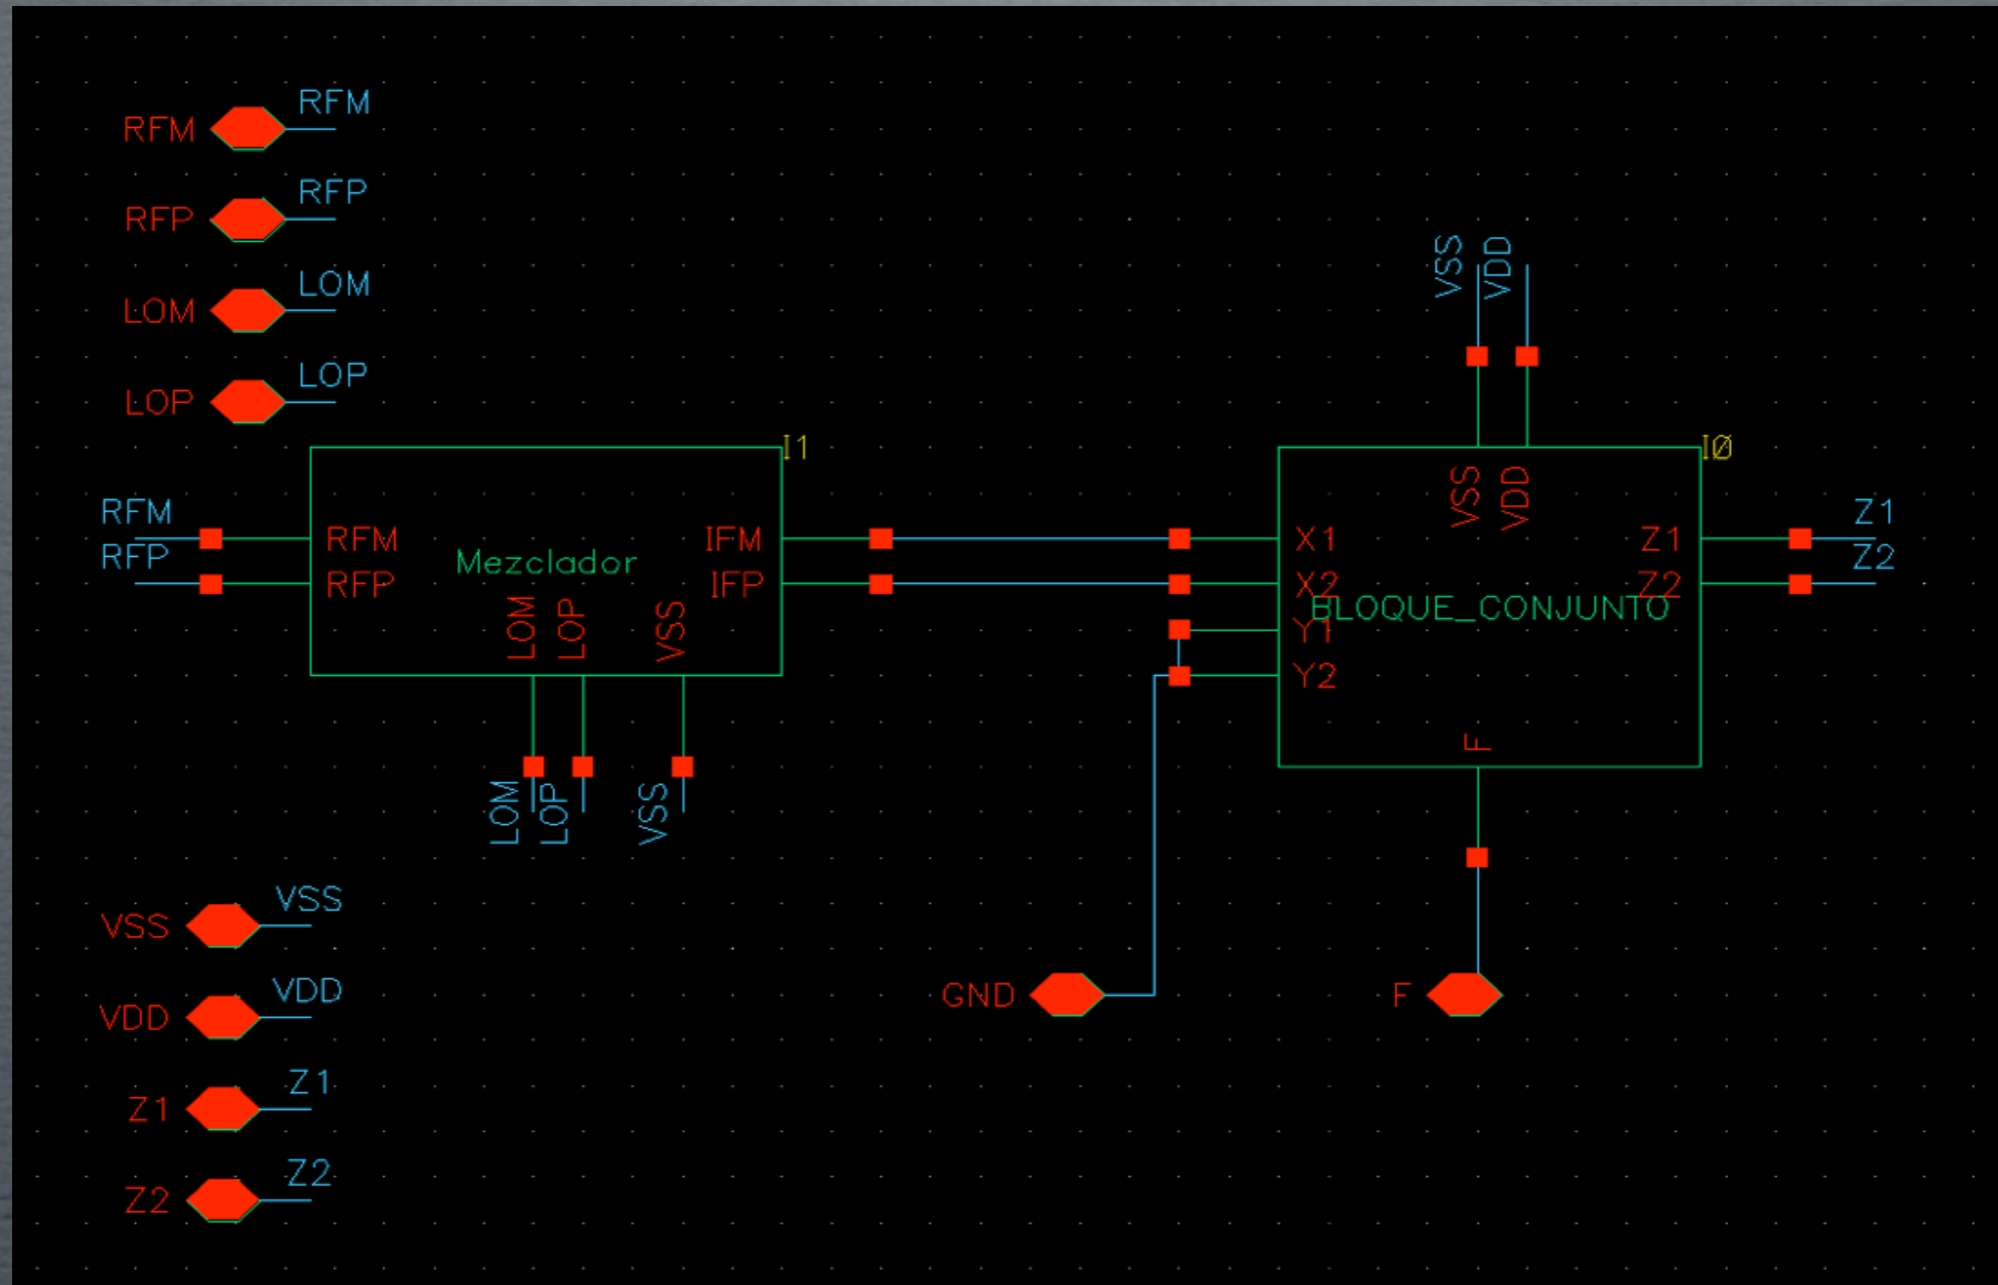 RFM
RFM
RFP
RFP
LOM
LOM
LOP
LOP
I1
RFM
RFP
RFM
RFP
Mezclador
IFM
IFP
LOM
LOP
VSS
LOM
LOP
VSS
VSS
VDD
I0
VSS
VDD
X1
X2
Y1
Y2
BLOQUE_CONJUNTO
Z1
Z2
F
Z1
Z2
VSS
VSS
VDD
VDD
Z1
Z1
Z2
Z2
GND
F